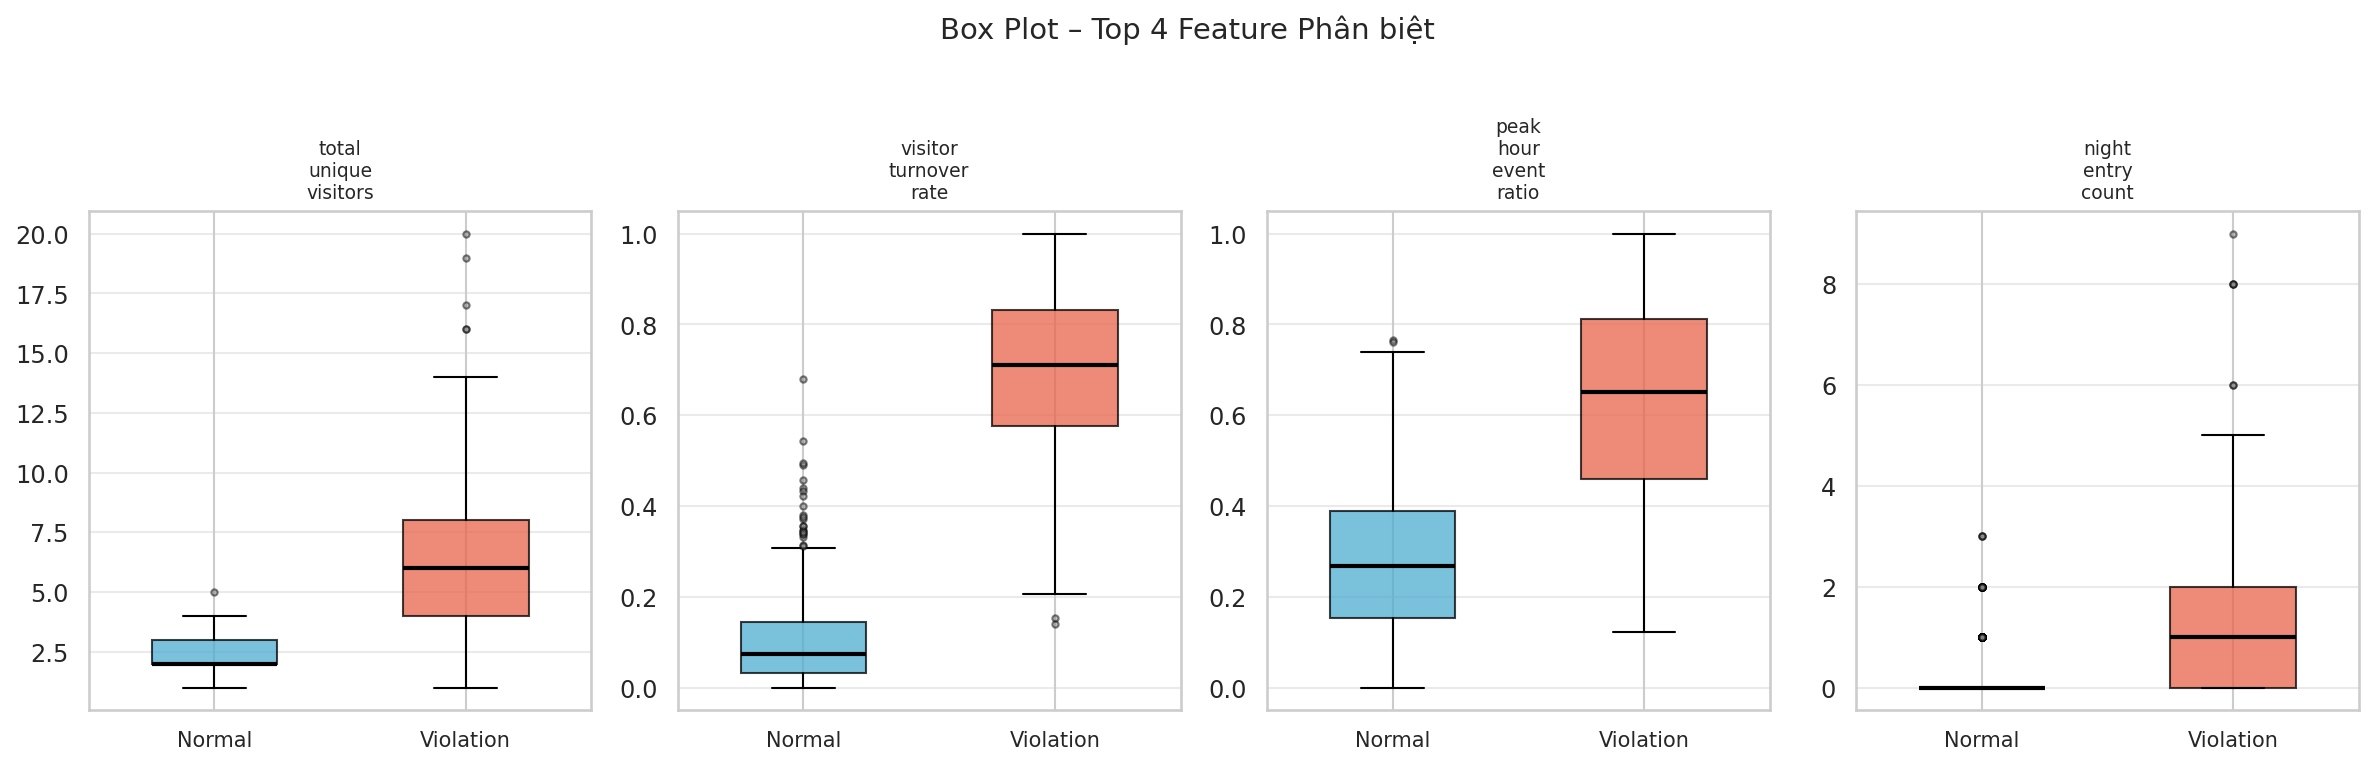 Box Plot – Top 4 Feature Phân biệt
total
unique
visitors
20.0
17.5
15.0
12.5
10.0
7.5
5.0
2.5
Normal
Violation
visitor
turnover
rate
1.0
0.8
0.6
0.4
0.2
0.0
Normal
Violation
peak
hour
event
ratio
1.0
0.8
0.6
0.4
0.2
0.0
Normal
Violation
night
entry
count
8
6
4
2
0
Normal
Violation